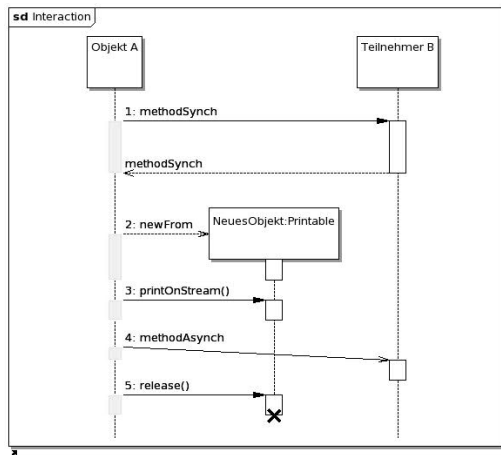 sd Interaction
Objekt A
Teilnehmer B
1: methodSynch
methodSynch
2: newFrom
NeuesObjekt:Printable
3: printOnStream()
4: methodAsynch
5: release()